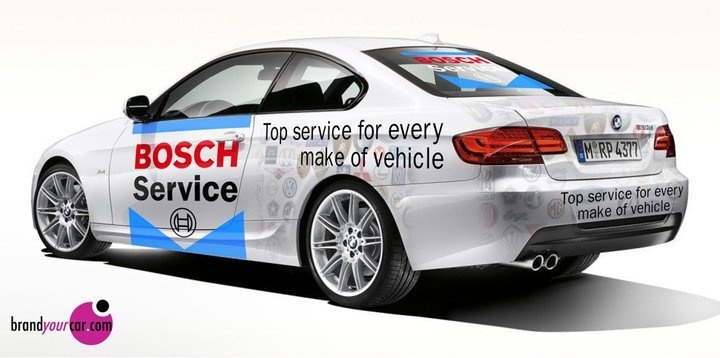 BOSCH
Service
BOSCH
Service
Top service for every
make of vehicle
M RP 4377
Top service for every
make of vehicle
brandyourcar.com